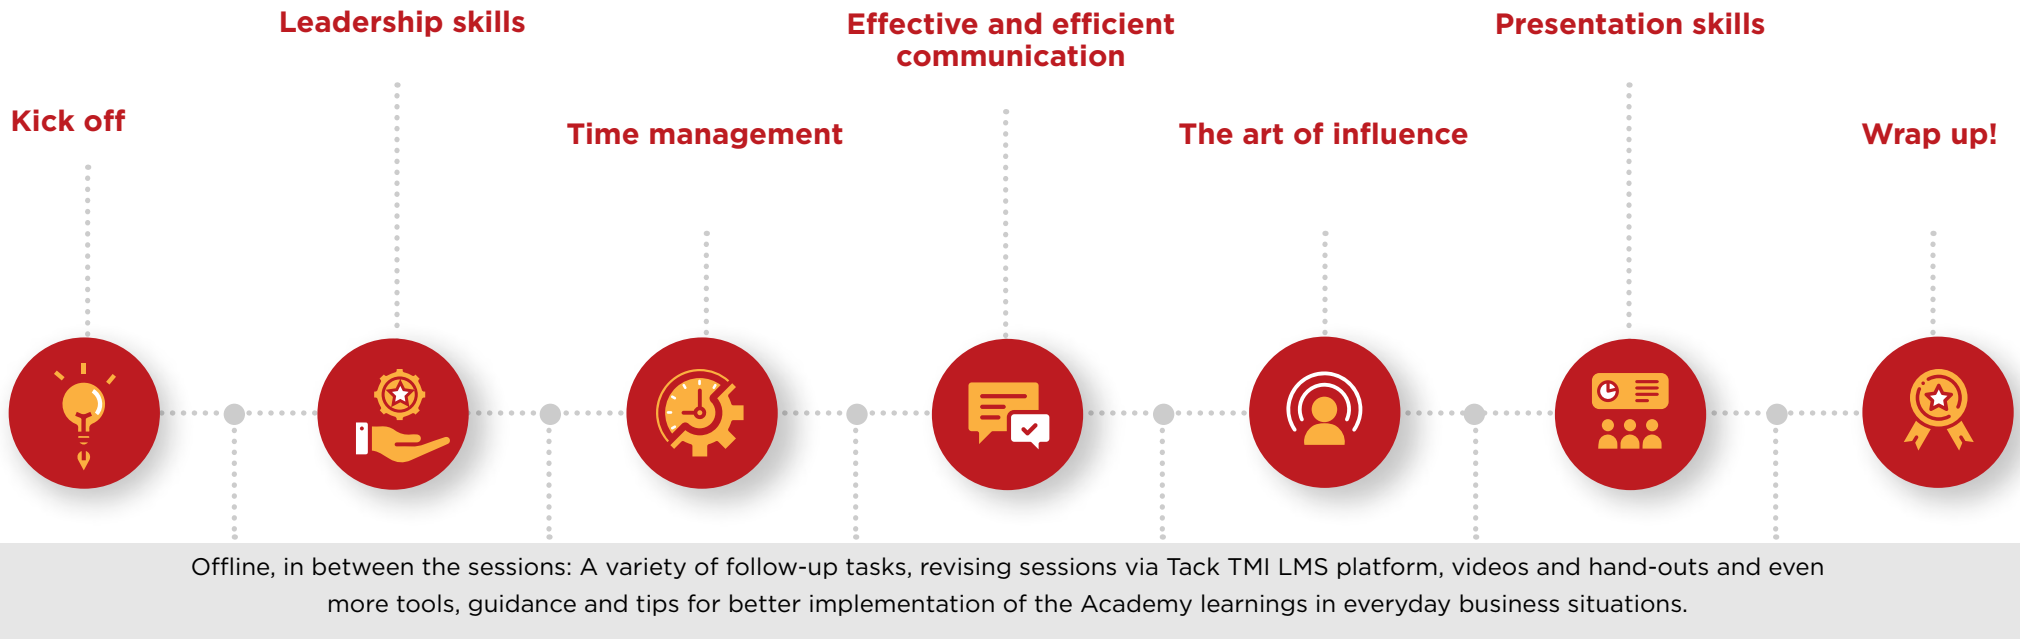 Kick off
Leadership skills
Time management
Effective and efficient
communication
The art of influence
Presentation skills
Wrap up!
Offline, in between the sessions: A variety of follow-up tasks, revising sessions via Tack TMI LMS platform, videos and hand-outs and even
more tools, guidance and tips for better implementation of the Academy learnings in everyday business situations.